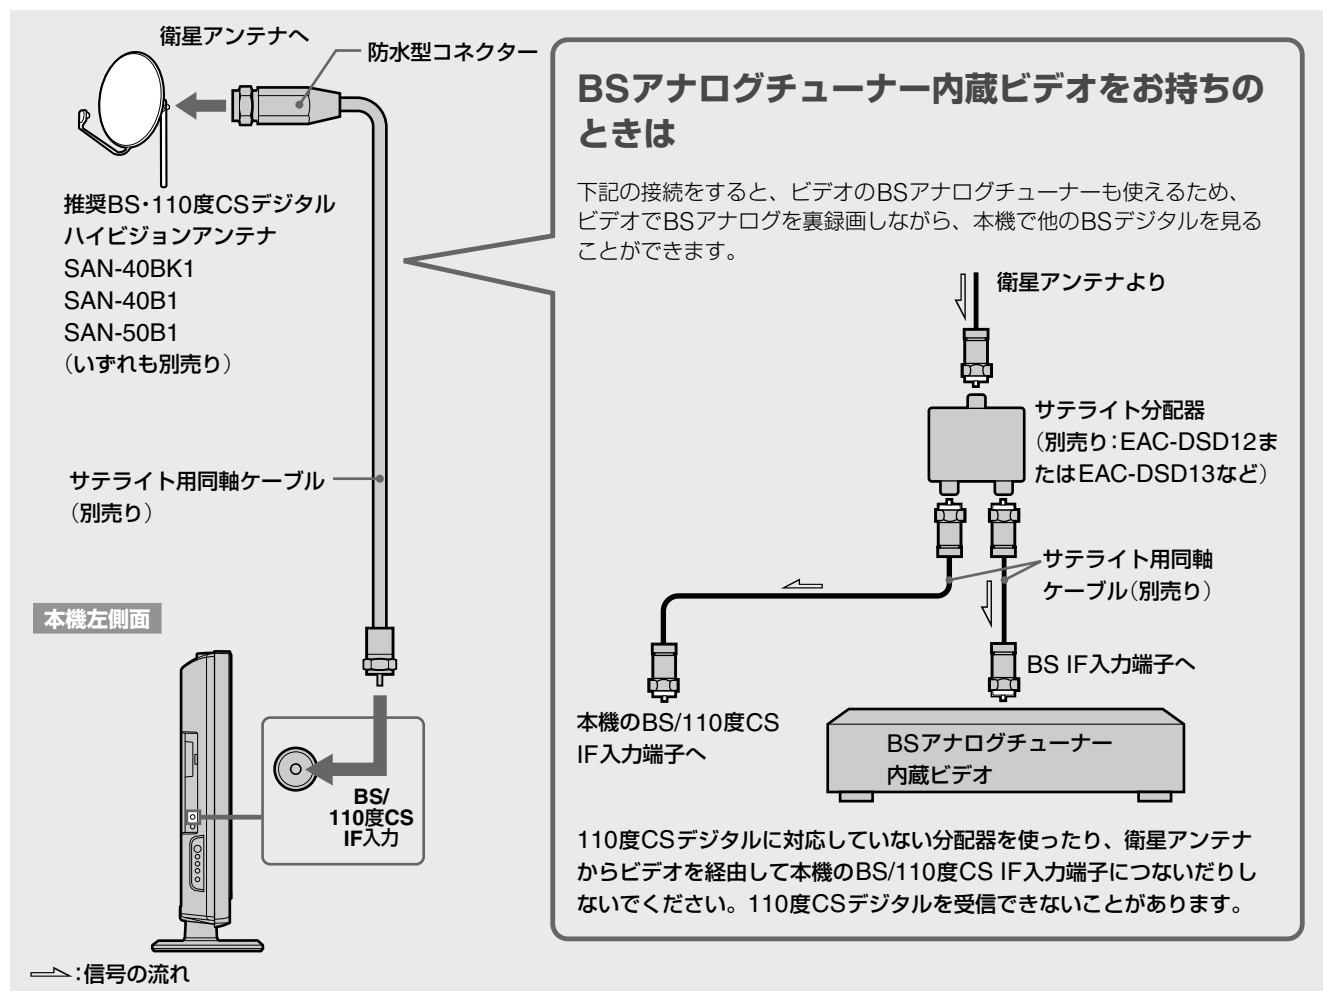 衛星アンテナへ
防水型コネクター
推奨BS・110度CSデジタル
ハイビジョンアンテナ
SAN-40BK1
SAN-40B1
SAN-50B1
（いずれも別売り）
サテライト用同軸ケーブル
（別売り）
本機左側面
BS/
110度CS
IF入力
:信号の流れ
BSアナログチューナー内蔵ビデオをお持ちの
ときは
下記の接続をすると、ビデオのBSアナログチューナーも使えるため、
ビデオでBSアナログを裏録画しながら、本機で他のBSデジタルを見る
ことができます。
衛星アンテナより
サテライト分配器
（別売り：EAC-DSD12ま
たはEAC-DSD13など）
サテライト用同軸
ケーブル（別売り）
BS IF入力端子へ
本機のBS/110度CS
IF入力端子へ
BSアナログチューナー
内蔵ビデオ
110度CSデジタルに対応していない分配器を使ったり、衛星アンテナ
からビデオを経由して本機のBS/110度CS IF入力端子につないだりし
ないでください。110度CSデジタルを受信できないことがあります。